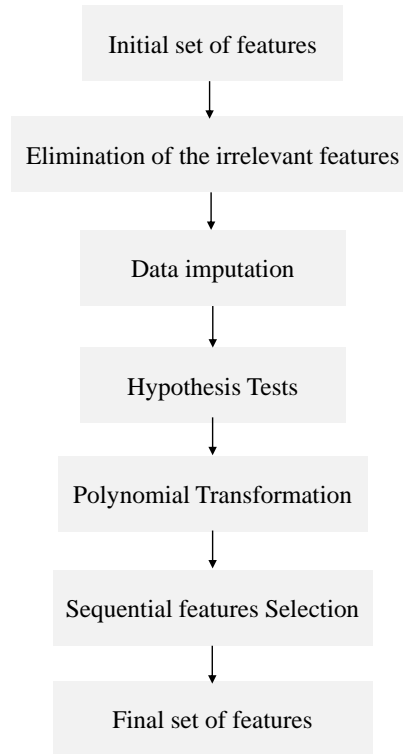 Initial set of features
Elimination of the irrelevant features
Data imputation
Hypothesis Tests
Polynomial Transformation
Sequential features Selection
Final set of features